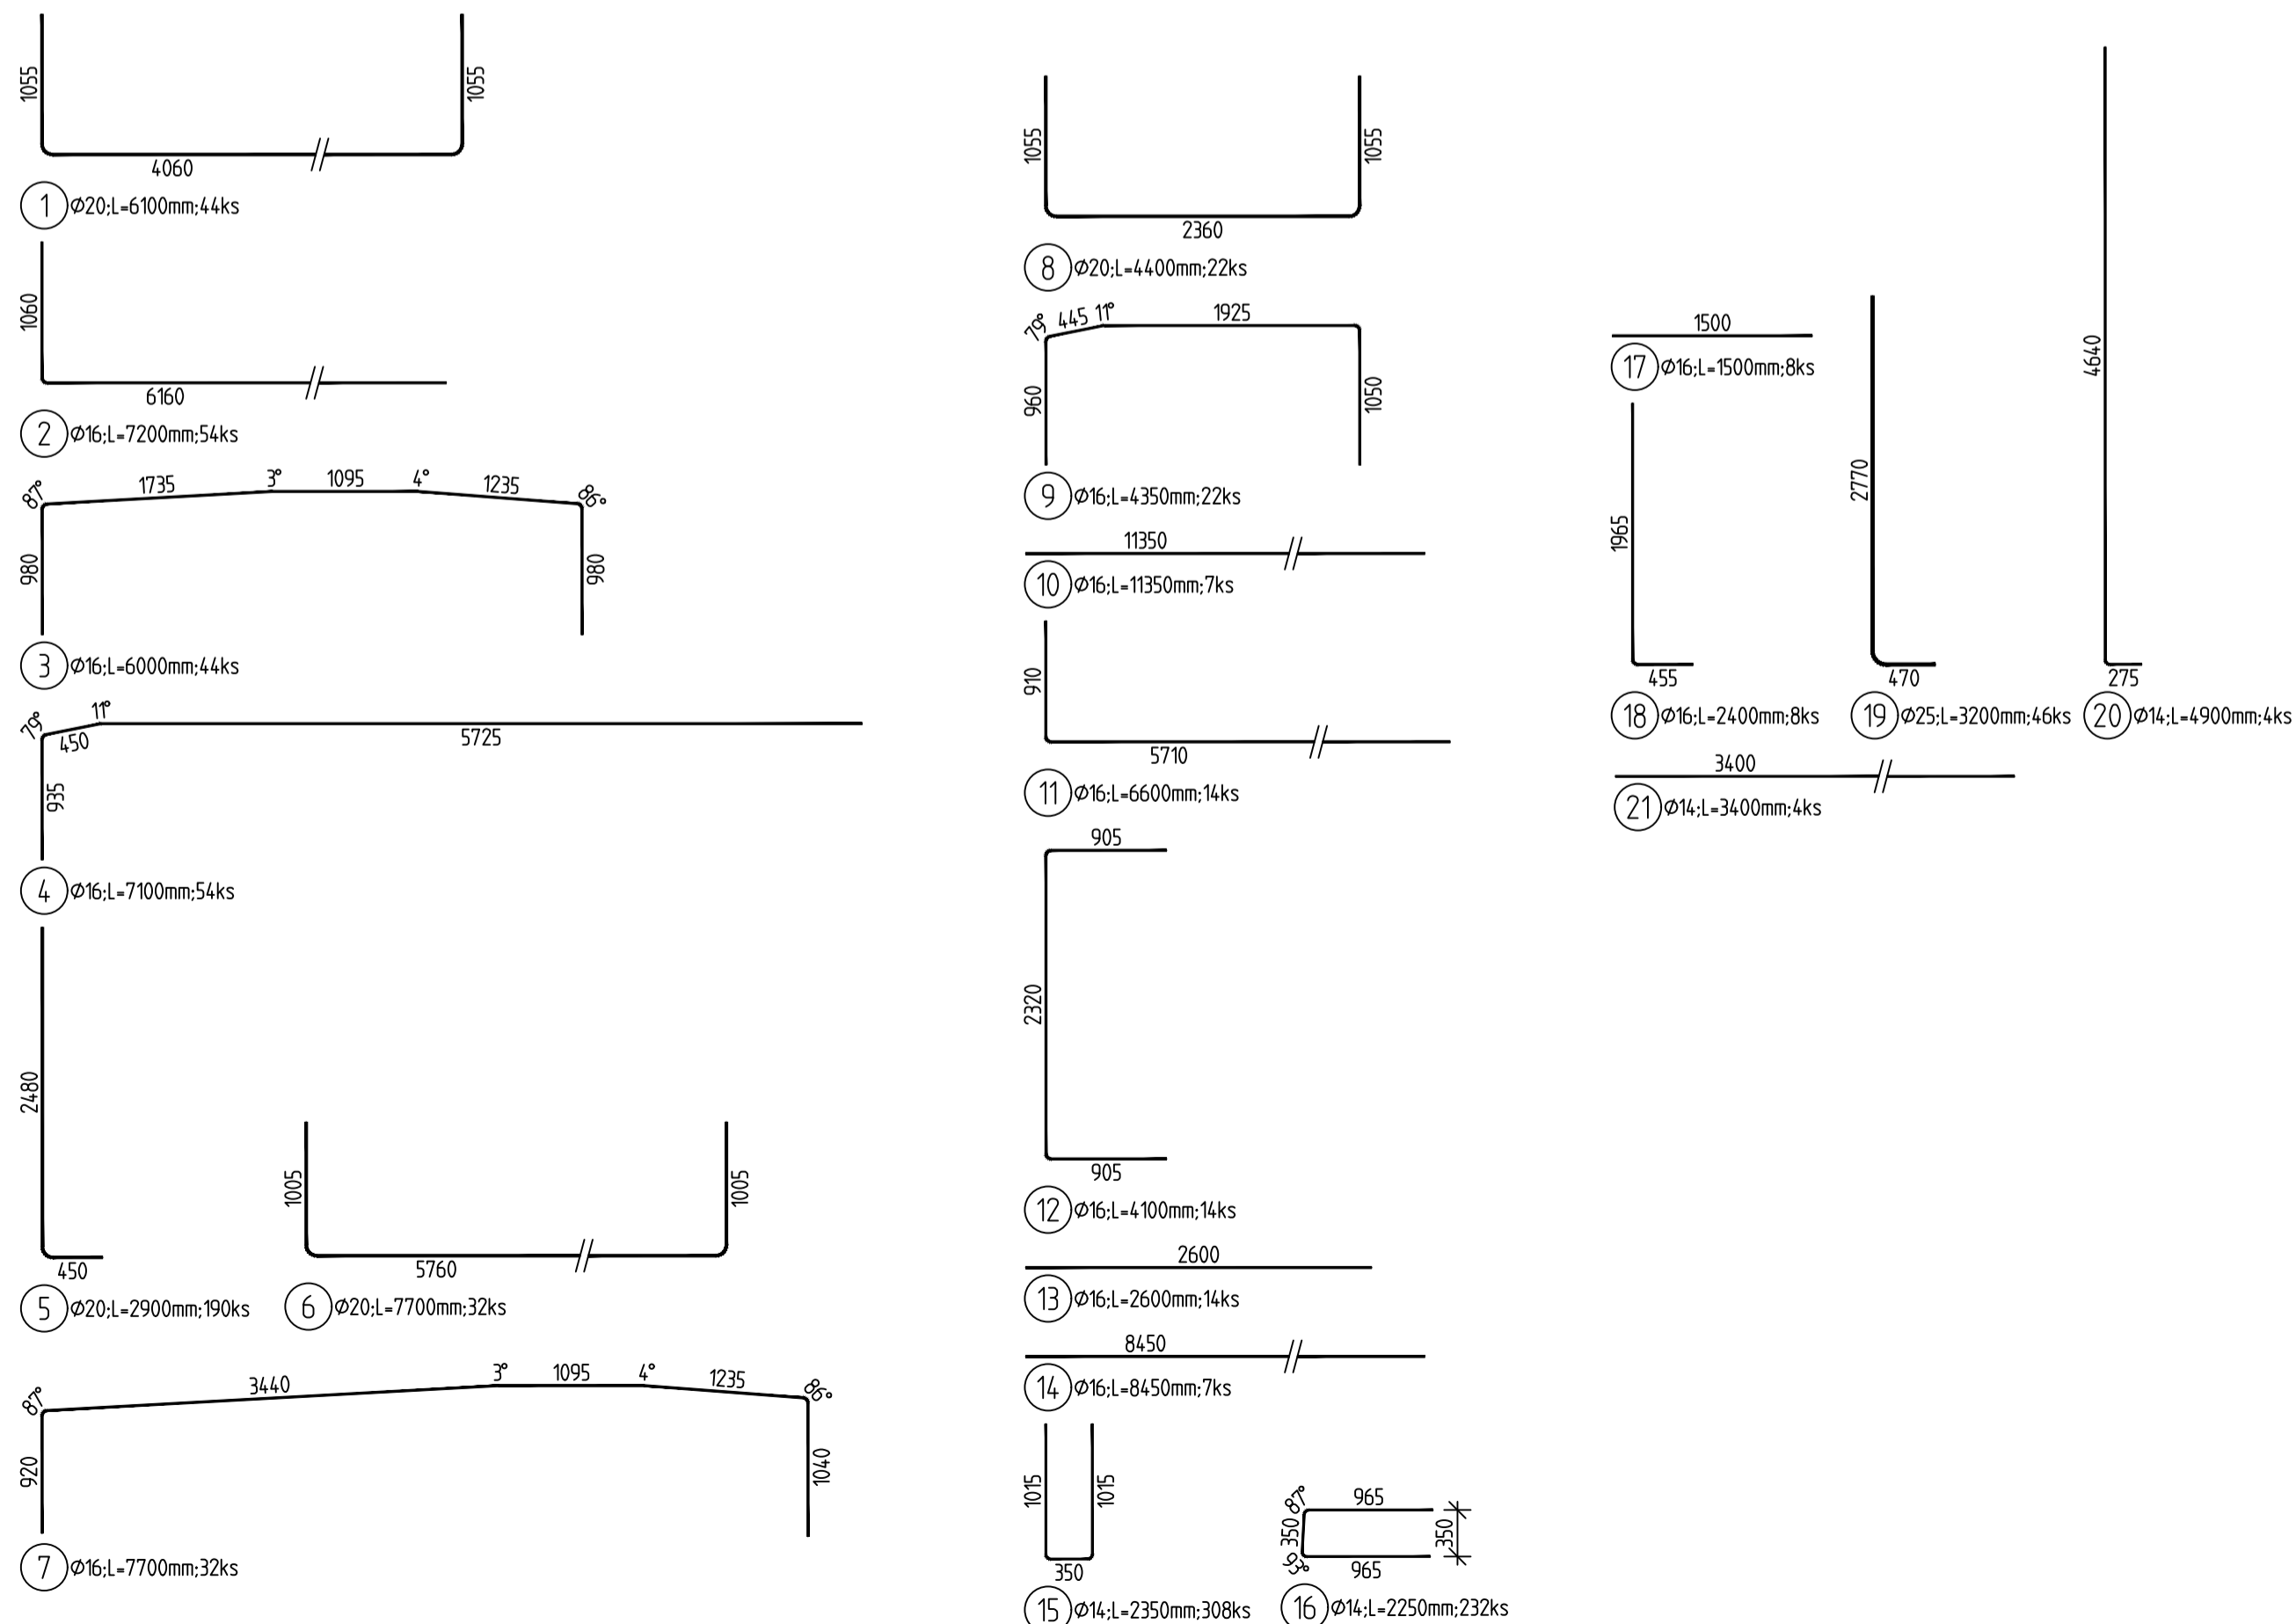 1055
1055
4060
1 Ø20;L=6100mm;44ks
1060
6160
2 Ø16;L=7200mm;54ks
87° 1735 3° 1095 4° 1235 86°
980
980
3 Ø16;L=6000mm;44ks
79° 450 11° 5725
935
4 Ø16;L=7100mm;54ks
2480
450
5 Ø20;L=2900mm;190ks
1005
1005
5760
6 Ø20;L=7700mm;32ks
87° 3440 3° 1095 4° 1235 86°
920
1040
7 Ø16;L=7700mm;32ks
1055
1055
2360
8 Ø20;L=4400mm;22ks
79° 445 11° 1925
960
1050
9 Ø16;L=4350mm;22ks
11350
10 Ø16;L=11350mm;7ks
910
5710
11 Ø16;L=6600mm;14ks
905
2320
905
12 Ø16;L=4100mm;14ks
2600
13 Ø16;L=2600mm;14ks
8450
14 Ø16;L=8450mm;7ks
1015
1015
350
15 Ø14;L=2350mm;308ks
87° 965
350
350
93° 965
16 Ø14;L=2250mm;232ks
1500
17 Ø16;L=1500mm;8ks
1965
455
18 Ø16;L=2400mm;8ks
2770
470
19 Ø25;L=3200mm;46ks
4640
275
20 Ø14;L=4900mm;4ks
3400
21 Ø14;L=3400mm;4ks